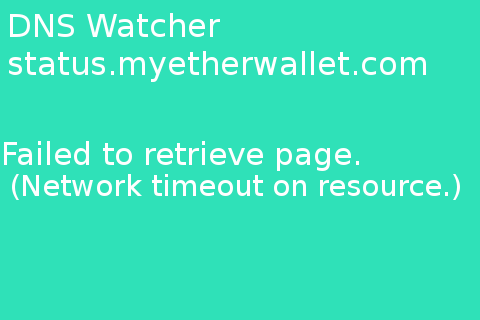 DNS Watcher
status.myetherwallet.com
Failed to retrieve page.
(Network timeout on resource.)